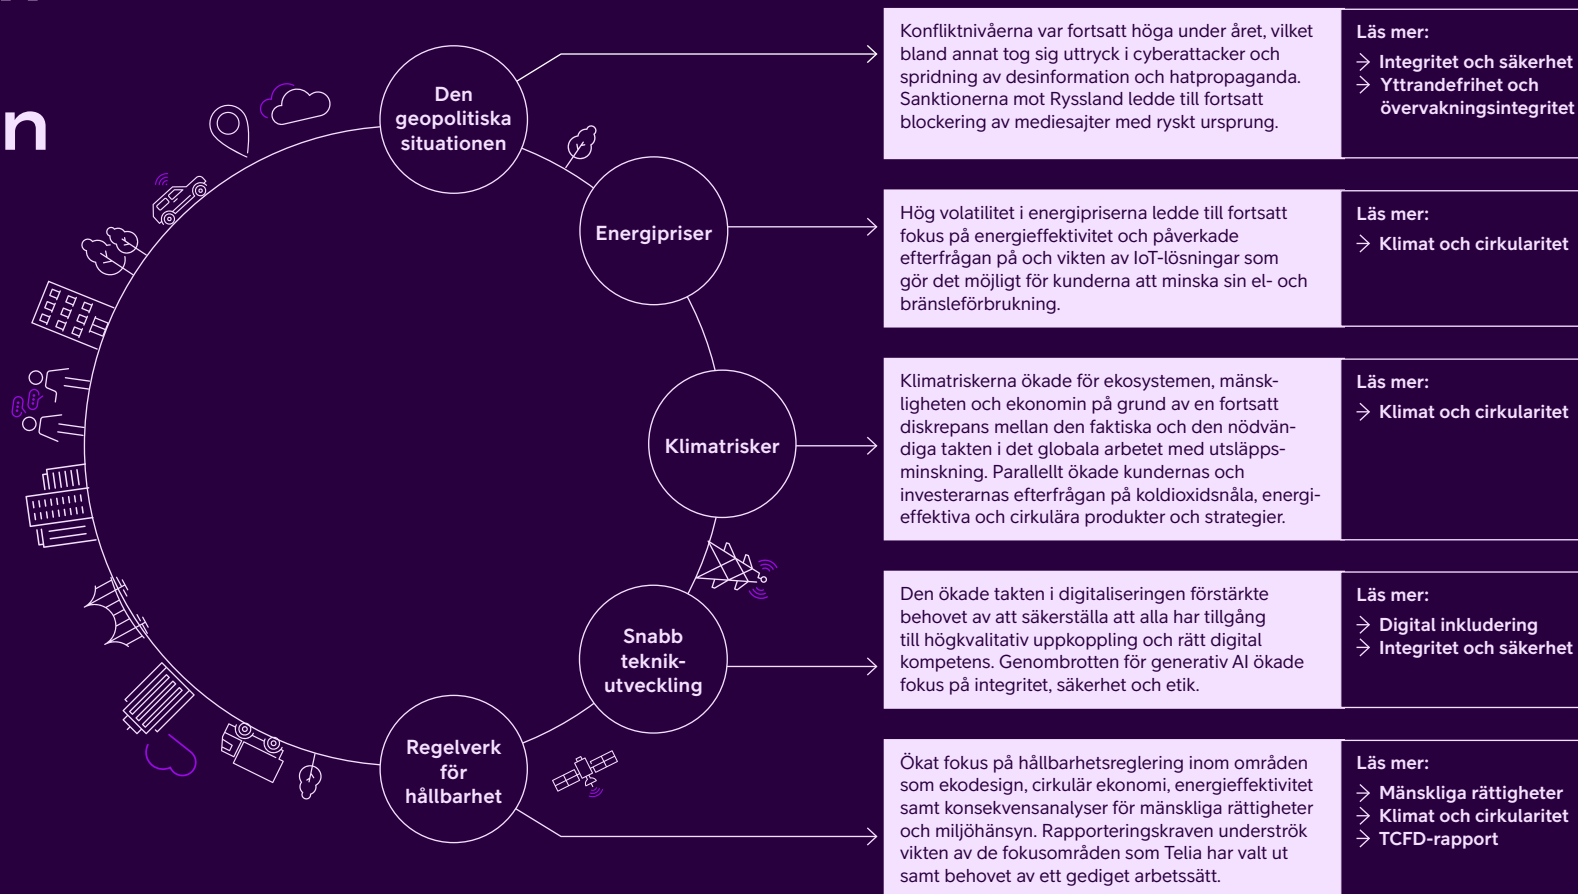 n
Den
geopolitiska
situationen
Konfliktnivåerna var fortsatt höga under året, vilket
bland annat tog sig uttryck i cyberattacker och
spridning av desinformation och hatpropaganda.
Sanktionerna mot Ryssland ledde till fortsatt
blockering av mediesajter med ryskt ursprung.
Läs mer:
→ Integritet och säkerhet
→ Yttrandefrihet och
övervakningsintegritet
Energipriser
Hög volatilitet i energipriserna ledde till fortsatt
fokus på energieffektivitet och påverkade
efterfrågan på och vikten av IoT-lösningar som
gör det möjligt för kunderna att minska sin el- och
bränsleförbrukning.
Läs mer:
→ Klimat och cirkularitet
Klimatrisker
Klimatriskerna ökade för ekosystemen, mänsk-
ligheten och ekonomin på grund av en fortsatt
diskrepans mellan den faktiska och den nödvän-
diga takten i det globala arbetet med utsläpps-
minskning. Parallellt ökade kundernas och
investerarnas efterfrågan på koldioxidsnåla, energi-
effektiva och cirkulära produkter och strategier.
Läs mer:
→ Klimat och cirkularitet
Snabb
teknik-
utveckling
Den ökade takten i digitaliseringen förstärkte
behovet av att säkerställa att alla har tillgång
till högkvalitativ uppkoppling och rätt digital
kompetens. Genombrotten för generativ AI ökade
fokus på integritet, säkerhet och etik.
Läs mer:
→ Digital inkludering
→ Integritet och säkerhet
Regelverk
för
hållbarhet
Ökat fokus på hållbarhetsreglering inom områden
som ekodesign, cirkulär ekonomi, energieffektivitet
samt konsekvensanalyser för mänskliga rättigheter
och miljöhänsyn. Rapporteringskraven underströk
vikten av de fokusområden som Telia har valt ut
samt behovet av ett gediget arbetssätt.
Läs mer:
→ Mänskliga rättigheter
→ Klimat och cirkularitet
→ TCFD-rapport